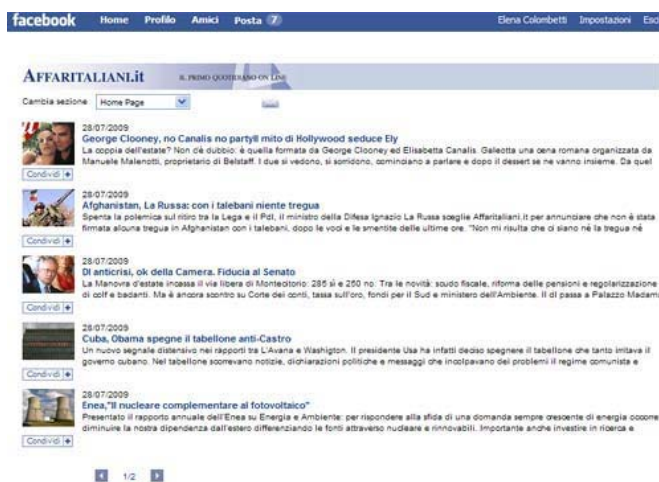 facebook Home Profilo Amici Posta 7 Elena Colombetti Impostazioni Esci
AFFARITALIANI.it IL PRIMO QUOTIDIANO ON LINE
Cambia sezione Home Page
28/07/2009
George Clooney, no Canalis no partyIl mito di Hollywood seduce Ely
La coppia dell'estate? Non c'è dubbio: è quella formata da George Clooney ed Elisabetta Canalis. Galeotta una cena romana organizzata da
Manuele Malenotti, proprietario di Belstaff. I due si vedono, si sorridono, cominciano a parlare e dopo il dessert se ne vanno insieme. Da quel
Condividi +
28/07/2009
Afghanistan, La Russa: con i talebani niente tregua
Spenta la polemica sul ritiro tra la Lega e il Pdl, il ministro della Difesa Ignazio La Russa sceglie Affaritaliani.it per annunciare che non è stata
firmata alcuna tregua in Afghanistan con i talebani, dopo le voci e le smentite delle ultime ore. "Non mi risulta che ci siano né la tregua né
Condividi +
28/07/2009
Dl anticrisi, ok della Camera. Fiducia al Senato
La Manovra d'estate incassa il via libera di Montecitorio: 285 sì e 250 no. Tra le novità: scudo fiscale, riforma delle pensioni e regolarizzazione
di colf e badanti. Ma è ancora scontro su Corte dei conti, tassa sull'oro, fondi per il Sud e ministero dell'Ambiente. Il dl passa a Palazzo Madama
Condividi +
28/07/2009
Cuba, Obama spegne il tabellone anti-Castro
Un nuovo segnale distensivo nei rapporti tra L'Avana e Washigton. Il presidente Usa ha infatti deciso spegnere il tabellone che tanto irritava il
governo cubano. Nel tabellone scorrevano notizie, dichiarazioni politiche e messaggi che incolpavano dei problemi il regime comunista e
Condividi +
28/07/2009
Enea,"Il nucleare complementare al fotovoltaico"
Presentato il rapporto annuale dell'Enea su Energia e Ambiente: per rispondere alla sfida di una domanda sempre crescente di energia occorre
diminuire la nostra dipendenza dall'estero differenziando le fonti attraverso nucleare e rinnovabili. Importante anche investire in ricerca e
Condividi +
1/2